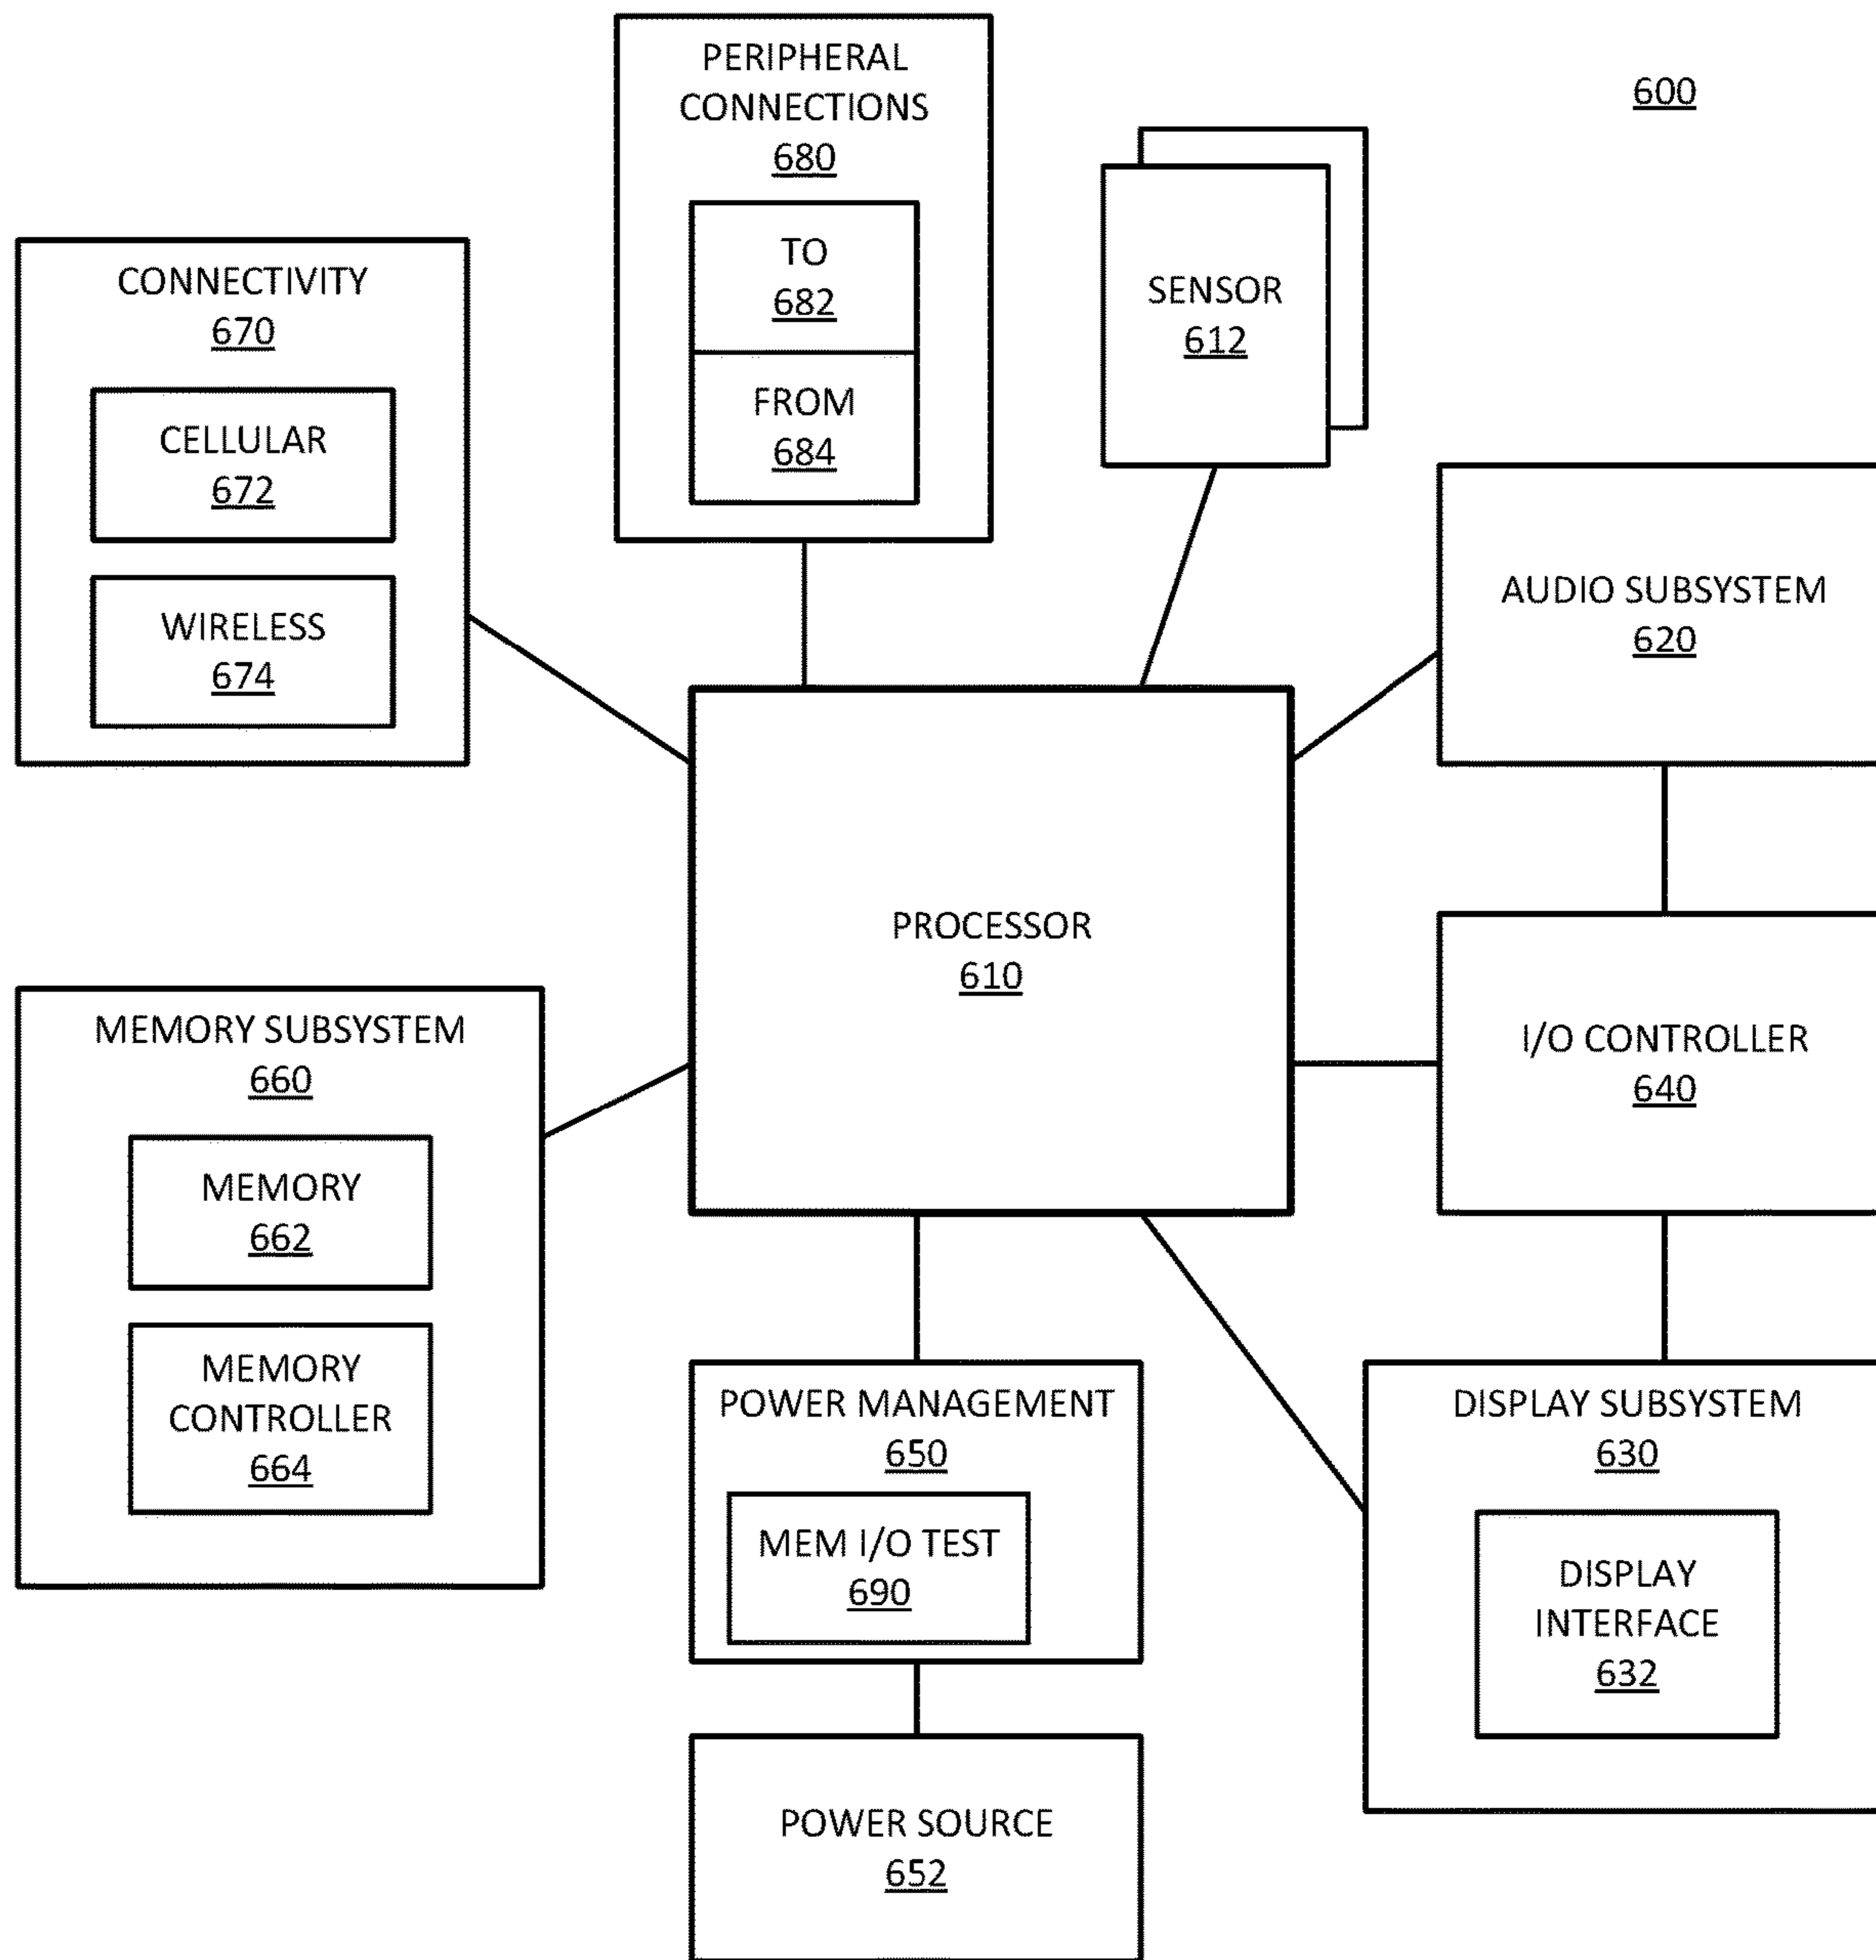 PERIPHERAL
CONNECTIONS
680
TO
682
FROM
684
600
SENSOR
612
CONNECTIVITY
670
CELLULAR
672
WIRELESS
674
AUDIO SUBSYSTEM
620
PROCESSOR
610
I/O CONTROLLER
640
MEMORY SUBSYSTEM
660
MEMORY
662
MEMORY
CONTROLLER
664
POWER MANAGEMENT
650
MEM I/O TEST
690
DISPLAY SUBSYSTEM
630
DISPLAY
INTERFACE
632
POWER SOURCE
652